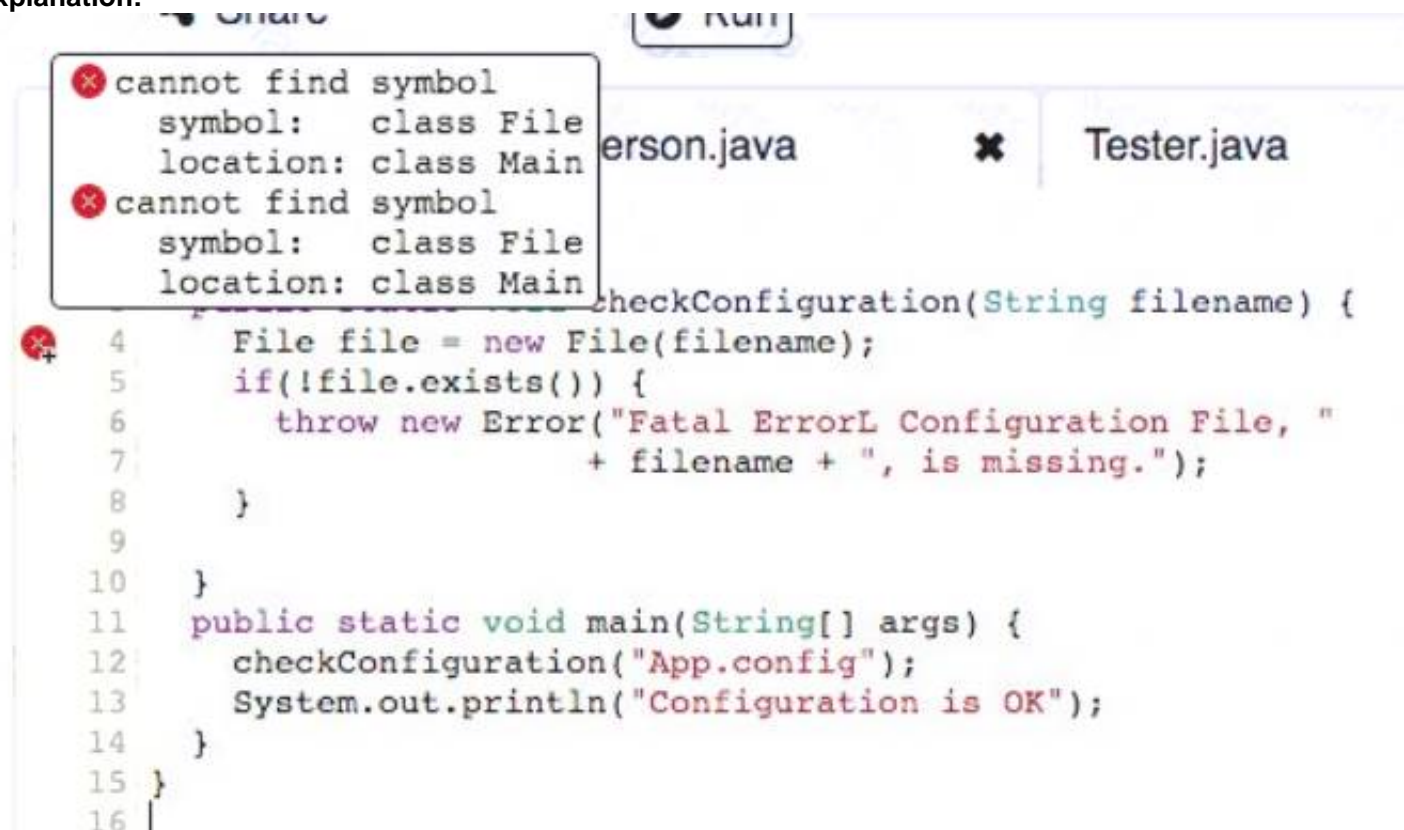 xplanation:
Share Run
cannot find symbol
symbol: class File
location: class Main
cannot find symbol
symbol: class File
location: class Main
erson.java ✖ Tester.java
checkConfiguration(String filename) {
4 File file = new File(filename);
5 if(!file.exists()) {
6 throw new Error("Fatal ErrorL Configuration File, "
7 + filename + ", is missing.");
8 }
9
10 }
11 public static void main(String[] args) {
12 checkConfiguration("App.config");
13 System.out.println("Configuration is OK");
14 }
15 }
16